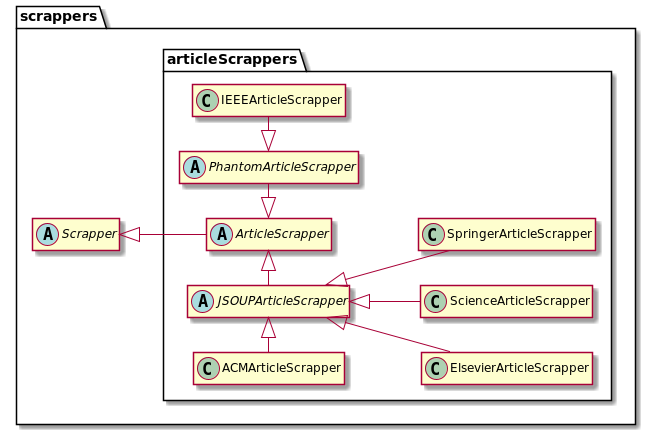 scrappers
articleScrappers
C IEEEArticleScrapper
A PhantomArticleScrapper
A Scrapper
A ArticleScrapper
C SpringerArticleScrapper
A JSOUPArticleScrapper
C ScienceArticleScrapper
C ACMArticleScrapper
C ElsevierArticleScrapper